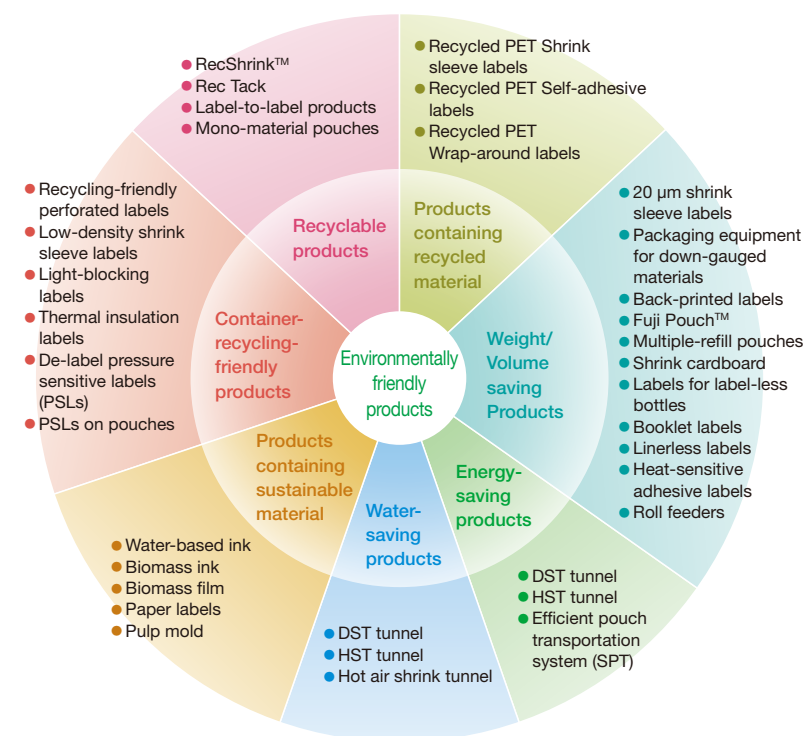 Environmentally
friendly
products
Products
containing
recycled
material
● Recycled PET Shrink
sleeve labels
● Recycled PET Self-adhesive
labels
● Recycled PET
Wrap-around labels
Weight/
Volume
saving
Products
● 20 μm shrink
sleeve labels
● Packaging equipment
for down-gauged
materials
● Back-printed labels
● Fuji Pouch™
● Multiple-refill pouches
● Shrink cardboard
● Labels for label-less
bottles
● Booklet labels
● Linerless labels
● Heat-sensitive
adhesive labels
● Roll feeders
Energy-
saving
products
● DST tunnel
● HST tunnel
● Efficient pouch
transportation
system (SPT)
Water-
saving
products
● DST tunnel
● HST tunnel
● Hot air shrink tunnel
Products
containing
sustainable
material
● Water-based ink
● Biomass ink
● Biomass film
● Paper labels
● Pulp mold
Container-
recycling-
friendly
products
● Recycling-friendly
perforated labels
● Low-density shrink
sleeve labels
● Light-blocking
labels
● Thermal insulation
labels
● De-label pressure
sensitive labels
(PSLs)
● PSLs on pouches
Recyclable
products
● RecShrink™
● Rec Tack
● Label-to-label products
● Mono-material pouches